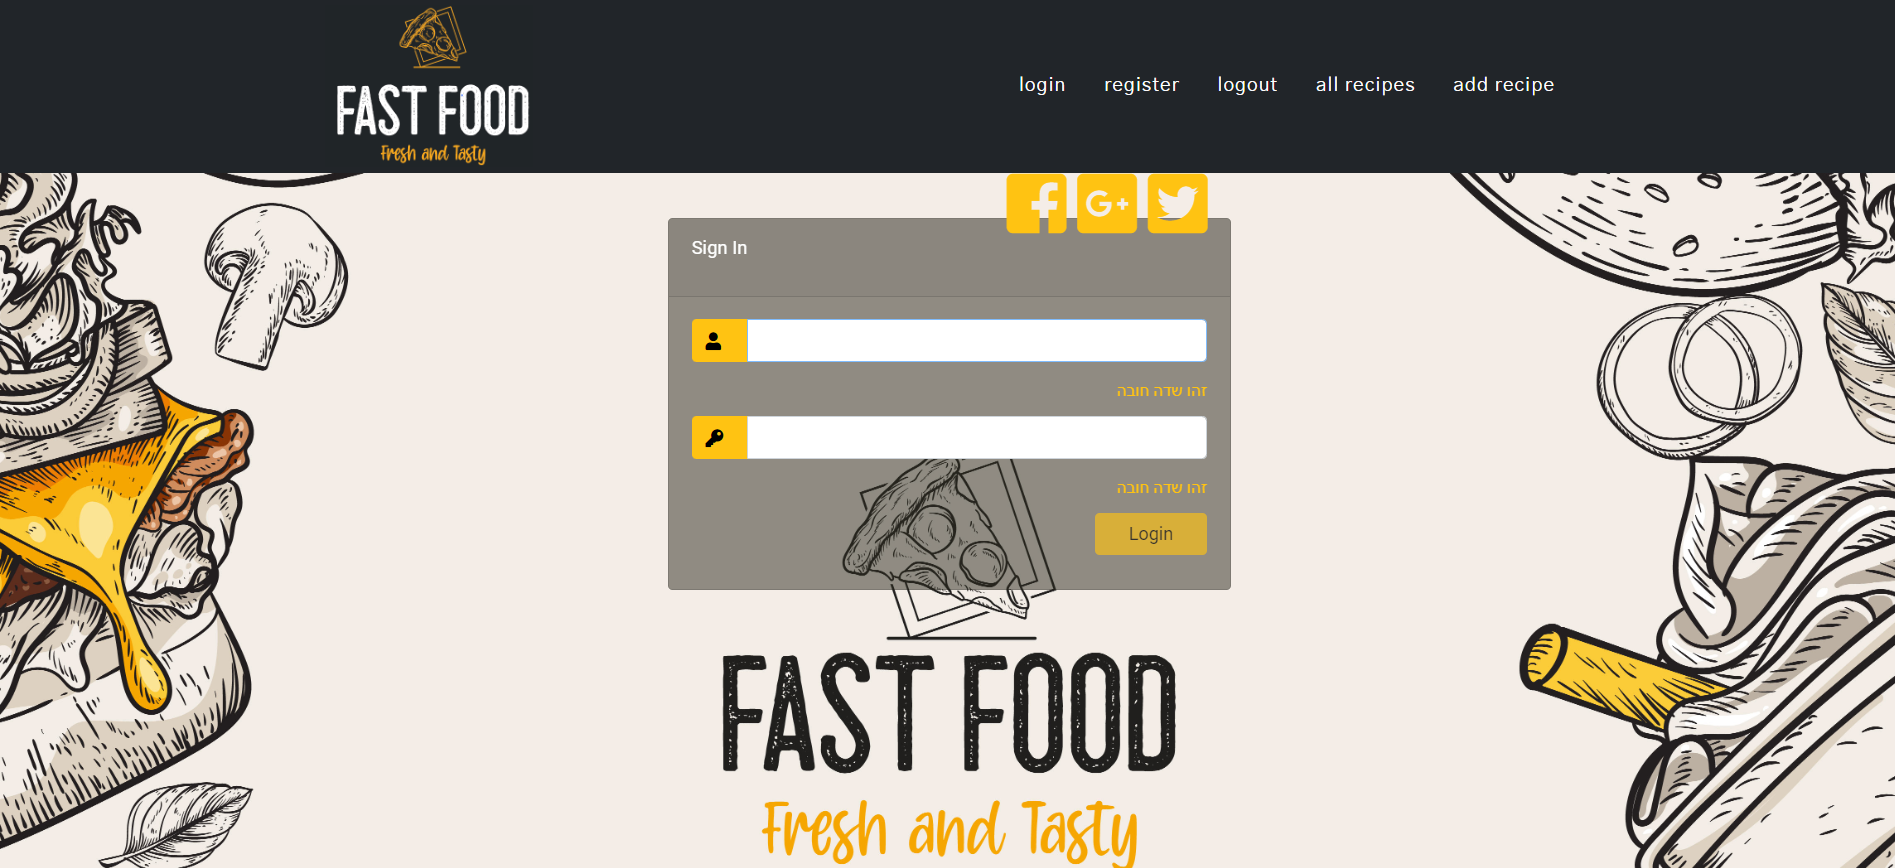 FAST FOOD
Fresh and Tasty
login register logout all recipes add recipe
G+
Sign In
זהו שדה חובה
זהו שדה חובה
Login
FAST FOOD
Fresh and Tasty